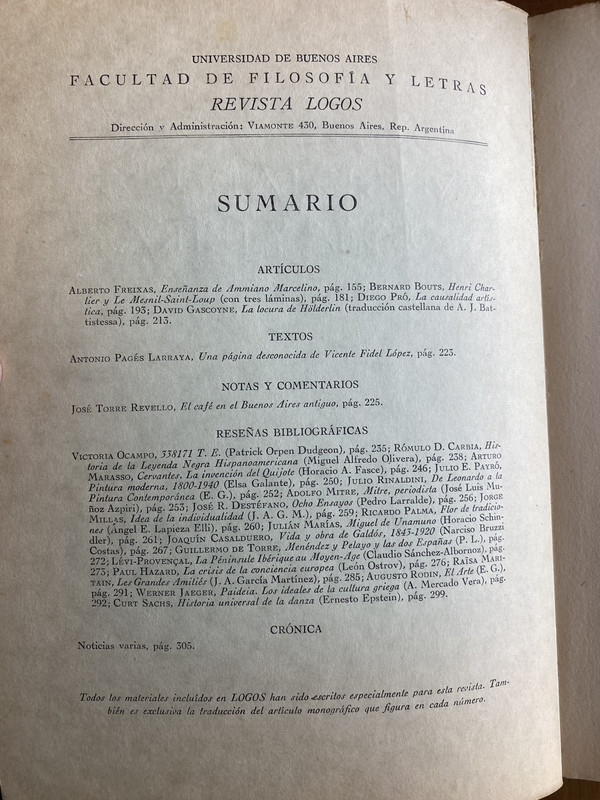 UNIVERSIDAD DE BUENOS AIRES
FACULTAD DE FILOSOFÍA Y LETRAS
REVISTA LOGOS
Dirección y Administración: VIAMONTE 430, Buenos Aires, Rep. Argentina
SUMARIO
ARTÍCULOS
ALBERTO FREIXAS, Enseñanza de Ammiano Marcelino, pág. 155; BERNARD BOUTS, Henri Char-
lier y Le Mesnil-Saint-Loup (con tres láminas), pág. 181; DIEGO PRÓ, La causalidad artís-
tica, pág. 193; DAVID GASCOYNE, La locura de Hölderlin (traducción castellana de A. J. Bat-
tistessa), pág. 213.
TEXTOS
ANTONIO PAGÉS LARRAYA, Una página desconocida de Vicente Fidel López, pág. 223.
NOTAS Y COMENTARIOS
JOSÉ TORRE REVELLO, El café en el Buenos Aires antiguo, pág. 225.
RESEÑAS BIBLIOGRÁFICAS
VICTORIA OCAMPO, 338171 T. E. (Patrick Orpen Dudgeon), pág. 235; RÓMULO D. CARBIA, His-
toria de la Leyenda Negra Hispanoamericana (Miguel Alfredo Olivera), pág. 238; ARTURO
MARASSO, Cervantes. La invención del Quijote (Horacio A. Fasce), pág. 246; JULIO E. PAYRÓ,
Pintura moderna, 1800-1940 (Elsa Galante), pág. 250; JULIO RINALDINI, De Leonardo a la
Pintura Contemporánea (E. G.), pág. 252; ADOLFO MITRE, Mitre, periodista (José Luis Mu-
ñoz Azpiri), pág. 253; JOSÉ R. DESTÉFANO, Ocho Ensayos (Pedro Larralde), pág. 256; JORGE
MILLAS, Idea de la individualidad (J. A. G. M.), pág. 259; RICARDO PALMA, Flor de tradicio-
nes (Angel E. Lapieza Elli), pág. 260; JULIÁN MARÍAS, Miguel de Unamuno (Horacio Schin-
dler), pág. 261; JOAQUÍN CASALDUERO, Vida y obra de Galdós, 1843-1920 (Narciso Bruzzi
Costas), pág. 267; GUILLERMO DE TORRE, Menéndez y Pelayo y las dos Españas (P. L.), pág.
272; LÉVI-PROVENÇAL, La Péninsule Ibérique au Moyen-Age (Claudio Sánchez-Albornoz), pág.
273; PAUL HAZARD, La crisis de la conciencia europea (León Ostrov), pág. 276; RAÏSA MARI-
TAIN, Les Grandes Amitiés (J. A. García Martínez), pág. 285; AUGUSTO RODIN, El Arte (E. G.),
pág. 291; WERNER JAEGER, Paideia. Los ideales de la cultura griega (A. Mercado Vera), pág.
292; CURT SACHS, Historia universal de la danza (Ernesto Epstein), pág. 299.
CRÓNICA
Noticias varias, pág. 305.
Todos los materiales incluídos en LOGOS han sido escritos especialmente para esta revista. Tam-
bién es exclusiva la traducción del artículo monográfico que figura en cada número.